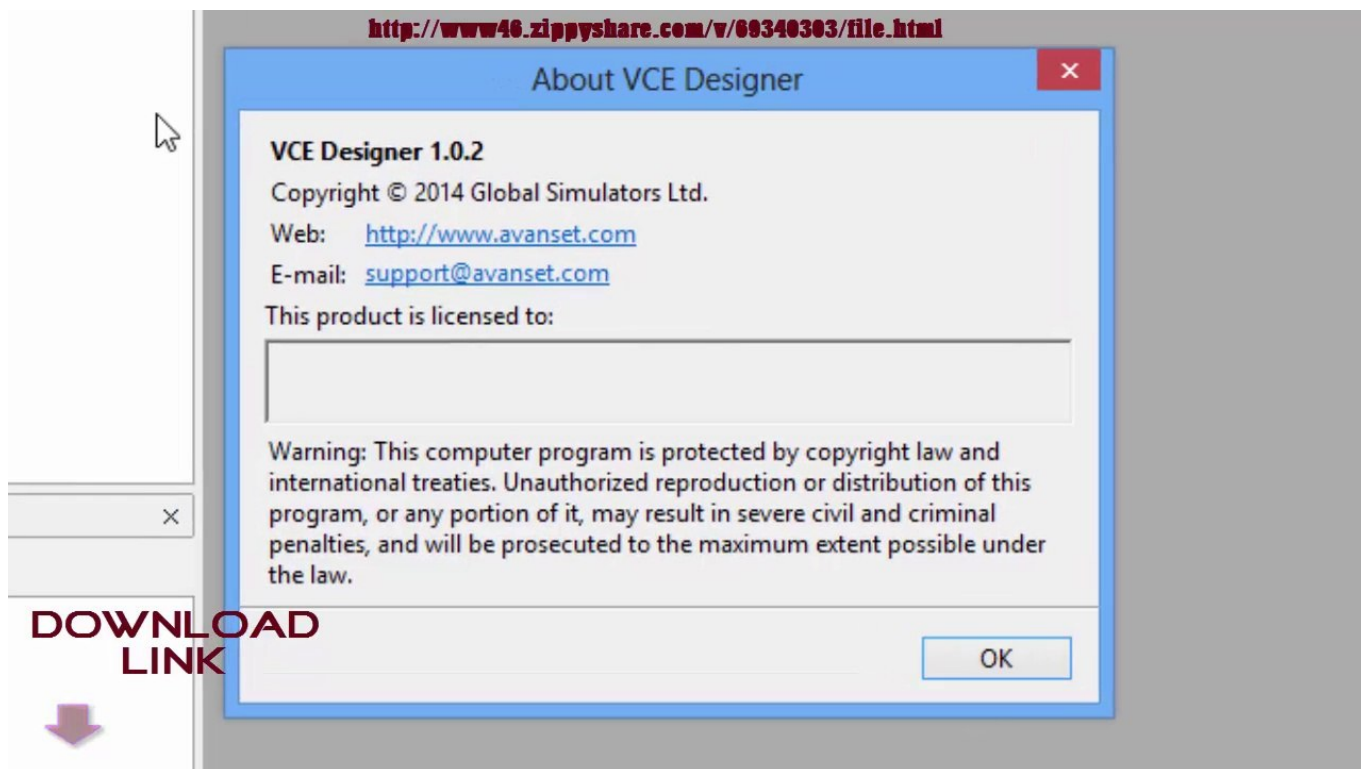 http://www46.zippyshare.com/v/69340303/file.html
About VCE Designer
VCE Designer 1.0.2
Copyright © 2014 Global Simulators Ltd.
Web: http://www.avanset.com
E-mail: support@avanset.com
This product is licensed to:
Warning: This computer program is protected by copyright law and
international treaties. Unauthorized reproduction or distribution of this
program, or any portion of it, may result in severe civil and criminal
penalties, and will be prosecuted to the maximum extent possible under
the law.
DOWNLOAD
LINK
OK